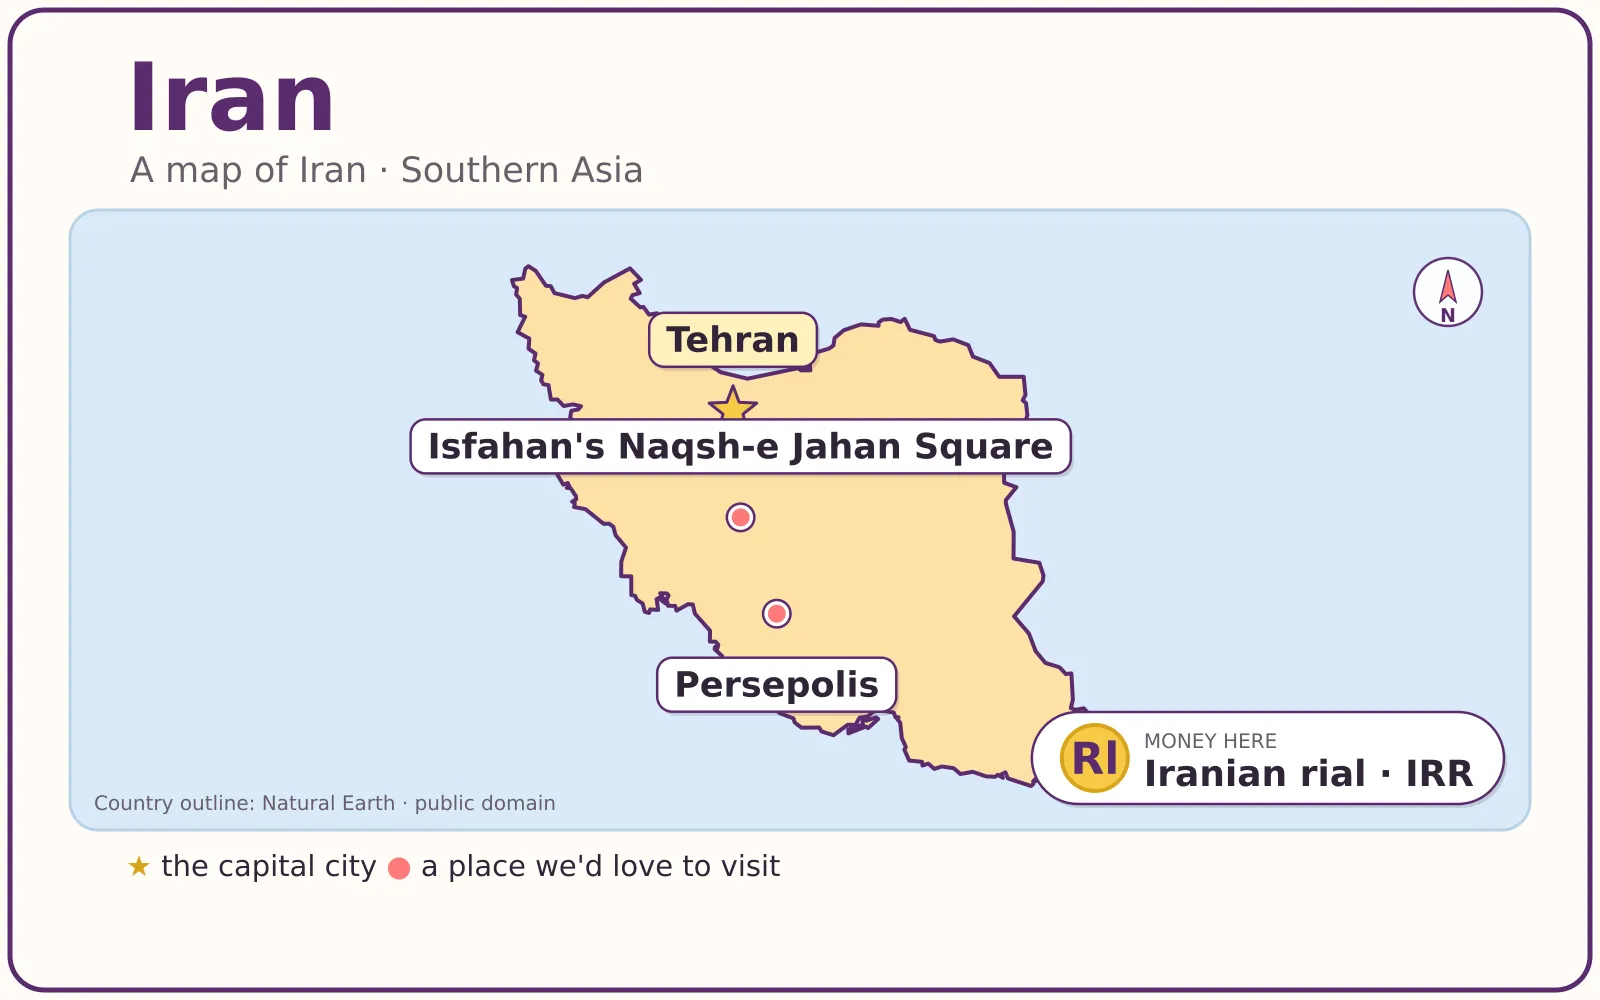 Iran
A map of Iran · Southern Asia
N
Tehran
Isfahan's Naqsh-e Jahan Square
Persepolis
Rl
MONEY HERE
Iranian rial · IRR
Country outline: Natural Earth · public domain
★ the capital city ● a place we'd love to visit